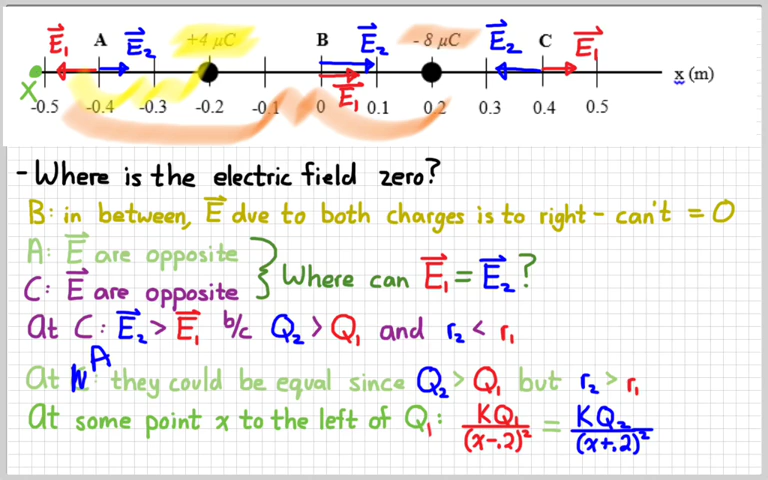 E₁ A E₂ +4 μC B E₂ - 8 μC E₂ C E₁
x (m)
X E₁
-0.5 -0.4 -0.3 -0.2 -0.1 0 0.1 0.2 0.3 0.4 0.5
- Where is the electric field zero?
B: in between, E due to both charges is to right - can't = 0
A: E are opposite
C: E are opposite } Where can E₁ = E₂?
At C: E₂ > E₁ b/c Q₂ > Q₁ and r₂ < r₁
At A: they could be equal since Q₂ > Q₁ but r₂ > r₁
At some point x to the left of Q₁: KQ₁/(x-.2)² = KQ₂/(x+.2)²